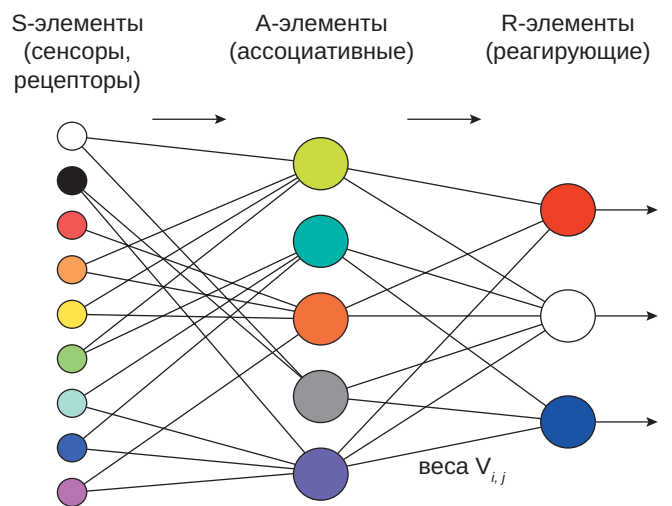 S-элементы
(сенсоры,
рецепторы)
A-элементы
(ассоциативные)
R-элементы
(реагирующие)
веса V i, j